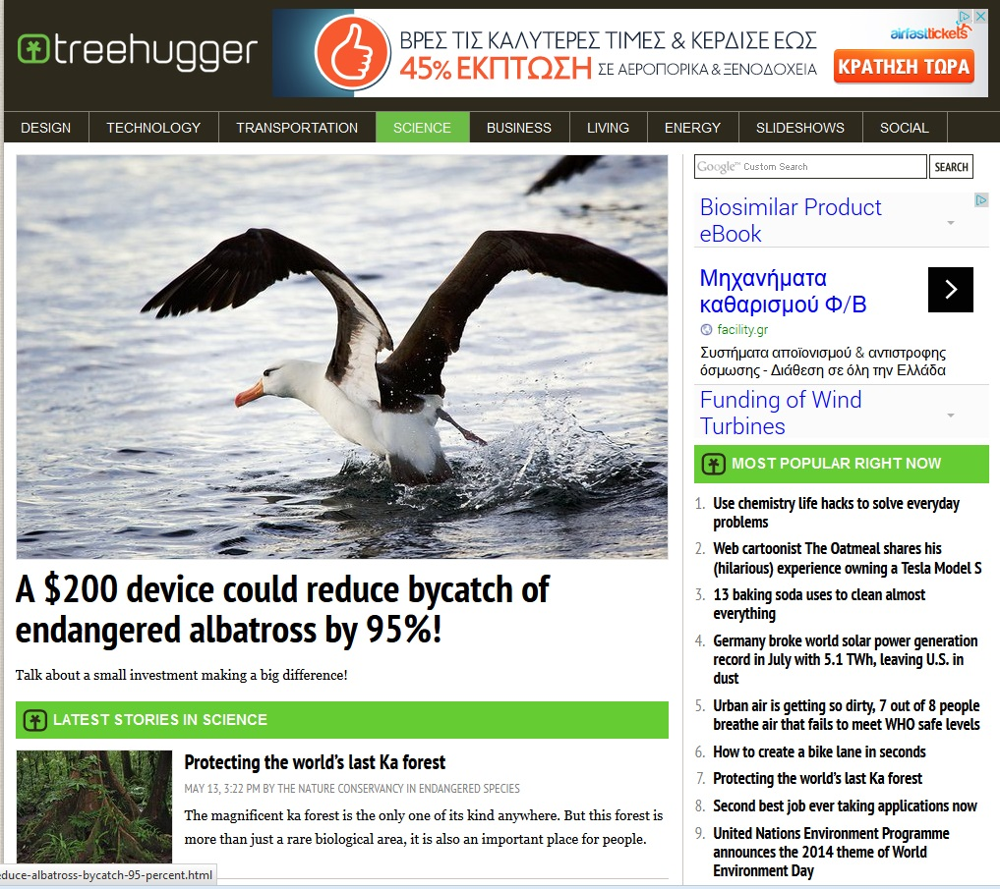 treehugger
ΒΡΕΣ ΤΙΣ ΚΑΛΥΤΕΡΕΣ ΤΙΜΕΣ & ΚΕΡΔΙΣΕ ΕΩΣ
45% ΕΚΠΤΩΣΗ ΣΕ ΑΕΡΟΠΟΡΙΚΑ & ΞΕΝΟΔΟΧΕΙΑ
airfasttickets
ΚΡΑΤΗΣΗ ΤΩΡΑ
DESIGN TECHNOLOGY TRANSPORTATION SCIENCE BUSINESS LIVING ENERGY SLIDESHOWS SOCIAL
A $200 device could reduce bycatch of
endangered albatross by 95%!
Talk about a small investment making a big difference!
LATEST STORIES IN SCIENCE
Protecting the world's last Ka forest
MAY 13, 3:22 PM BY THE NATURE CONSERVANCY IN ENDANGERED SPECIES
The magnificent ka forest is the only one of its kind anywhere. But this forest is
more than just a rare biological area, it is also an important place for people.
educe-albatross-bycatch-95-percent.html
Google™ Custom Search SEARCH
Biosimilar Product
eBook
Μηχανήματα
καθαρισμού Φ/Β
facility.gr
Συστήματα αποϊονισμού & αντιστροφης
όσμωσης - Διάθεση σε όλη την Ελλάδα
Funding of Wind
Turbines
MOST POPULAR RIGHT NOW
1. Use chemistry life hacks to solve everyday
problems
2. Web cartoonist The Oatmeal shares his
(hilarious) experience owning a Tesla Model S
3. 13 baking soda uses to clean almost
everything
4. Germany broke world solar power generation
record in July with 5.1 TWh, leaving U.S. in
dust
5. Urban air is getting so dirty, 7 out of 8 people
breathe air that fails to meet WHO safe levels
6. How to create a bike lane in seconds
7. Protecting the world's last Ka forest
8. Second best job ever taking applications now
9. United Nations Environment Programme
announces the 2014 theme of World
Environment Day